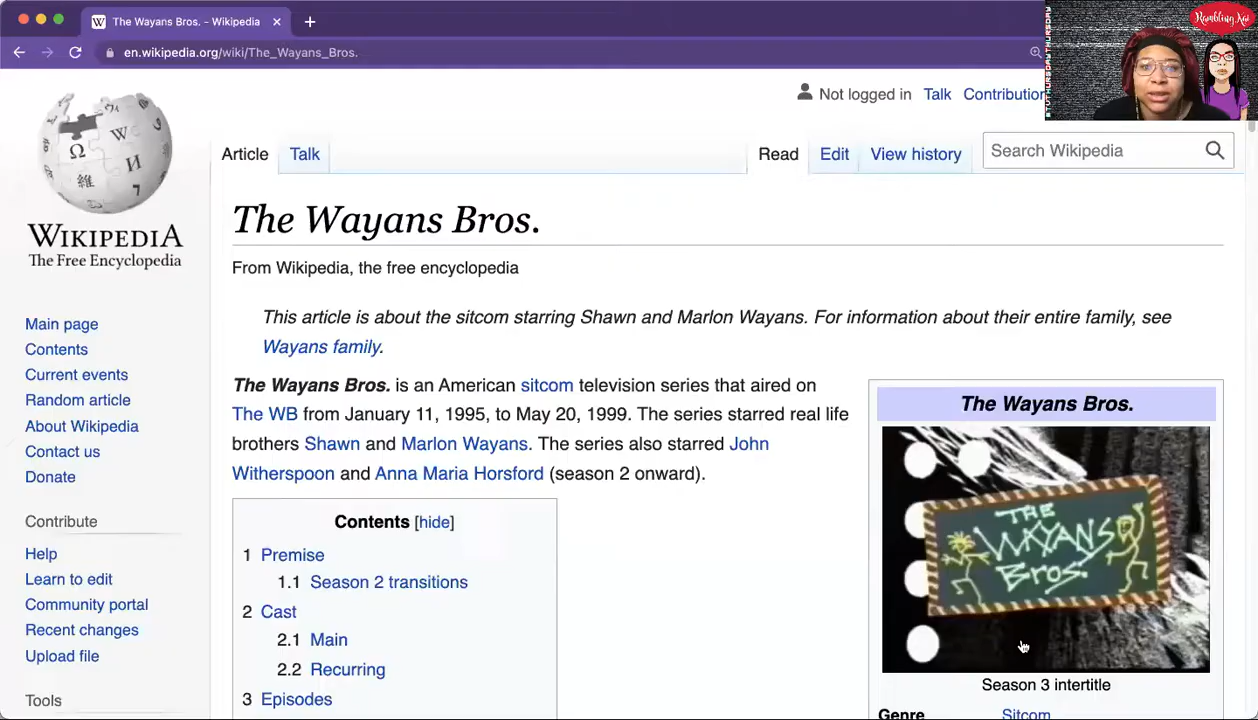 The Wayans Bros. - Wikipedia
en.wikipedia.org/wiki/The_Wayans_Bros.
Rambling Kai
Not logged in Talk Contribution
Article Talk Read Edit View history Search Wikipedia
WIKIPEDIA
The Free Encyclopedia
Main page
Contents
Current events
Random article
About Wikipedia
Contact us
Donate
Contribute
Help
Learn to edit
Community portal
Recent changes
Upload file
Tools
The Wayans Bros.
From Wikipedia, the free encyclopedia
This article is about the sitcom starring Shawn and Marlon Wayans. For information about their entire family, see
Wayans family.
The Wayans Bros. is an American sitcom television series that aired on
The WB from January 11, 1995, to May 20, 1999. The series starred real life
brothers Shawn and Marlon Wayans. The series also starred John
Witherspoon and Anna Maria Horsford (season 2 onward).
Contents [hide]
1 Premise
1.1 Season 2 transitions
2 Cast
2.1 Main
2.2 Recurring
3 Episodes
The Wayans Bros.
THE
WAYANS
Bros.
Season 3 intertitle
Genre Sitcom